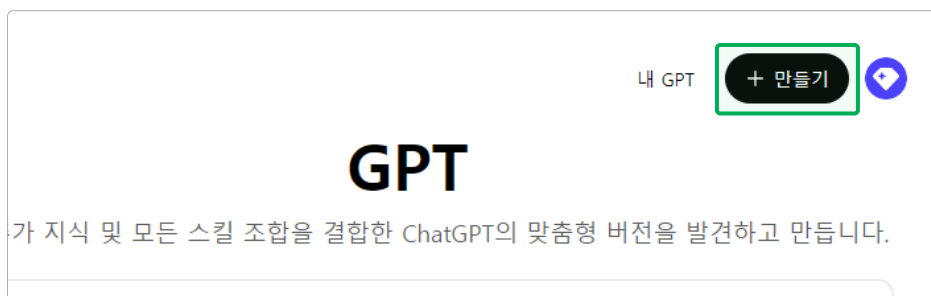 내 GPT
+ 만들기
GPT
가 지식 및 모든 스킬 조합을 결합한 ChatGPT의 맞춤형 버전을 발견하고 만듭니다.